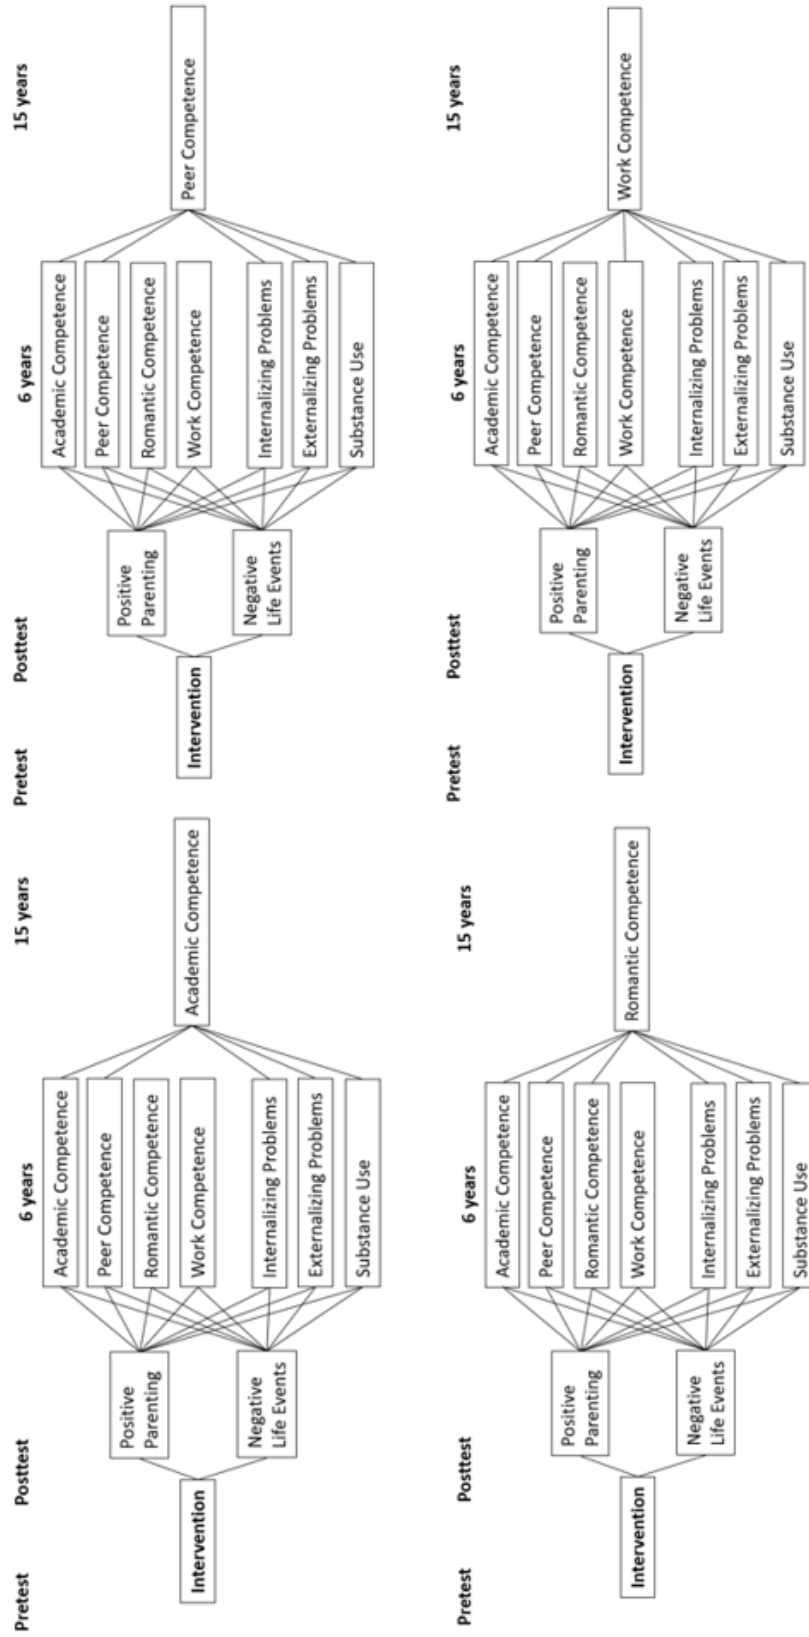 Pretest
Posttest
6 years
15 years
Intervention
Positive
Parenting
Negative
Life Events
Academic Competence
Peer Competence
Romantic Competence
Work Competence
Internalizing Problems
Externalizing Problems
Substance Use
Academic Competence
Pretest
Posttest
6 years
15 years
Intervention
Positive
Parenting
Negative
Life Events
Academic Competence
Peer Competence
Romantic Competence
Work Competence
Internalizing Problems
Externalizing Problems
Substance Use
Peer Competence
Pretest
Posttest
6 years
15 years
Intervention
Positive
Parenting
Negative
Life Events
Academic Competence
Peer Competence
Romantic Competence
Work Competence
Internalizing Problems
Externalizing Problems
Substance Use
Romantic Competence
Pretest
Posttest
6 years
15 years
Intervention
Positive
Parenting
Negative
Life Events
Academic Competence
Peer Competence
Romantic Competence
Work Competence
Internalizing Problems
Externalizing Problems
Substance Use
Work Competence